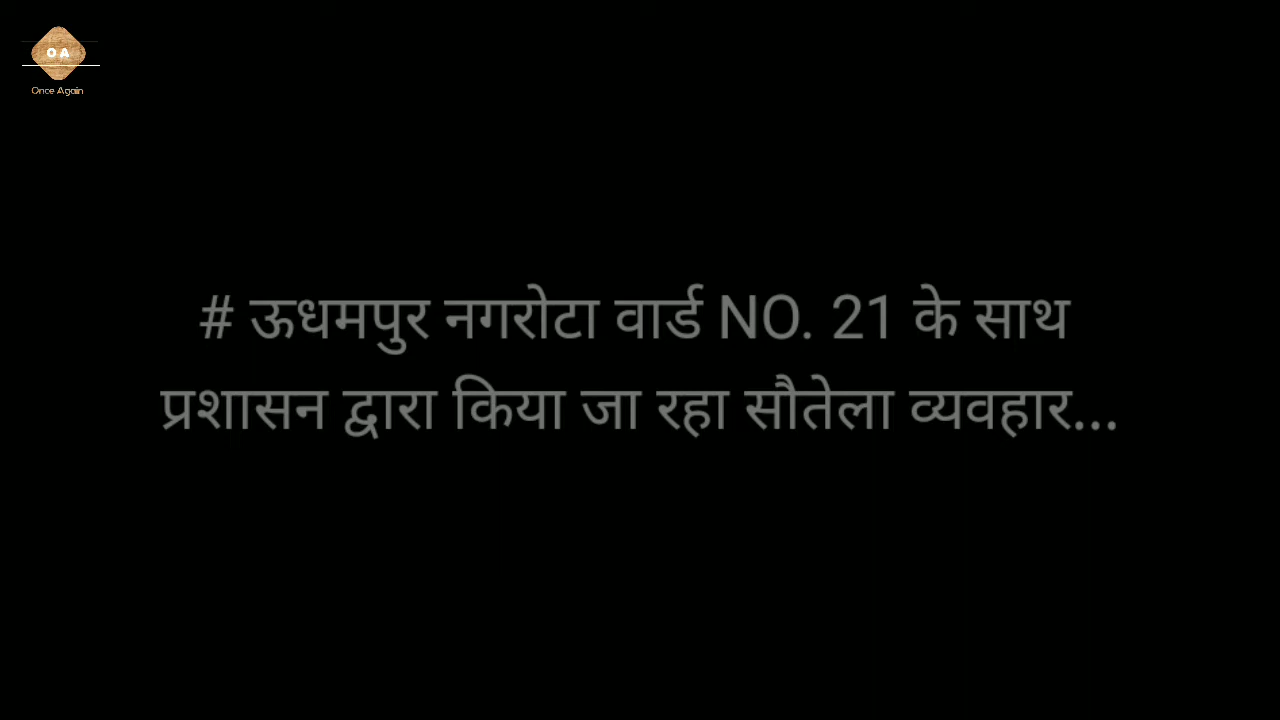 OA
Once Again
# ऊधमपुर नगरोटा वार्ड NO. 21 के साथ
प्रशासन द्वारा किया जा रहा सौतेला व्यवहार...